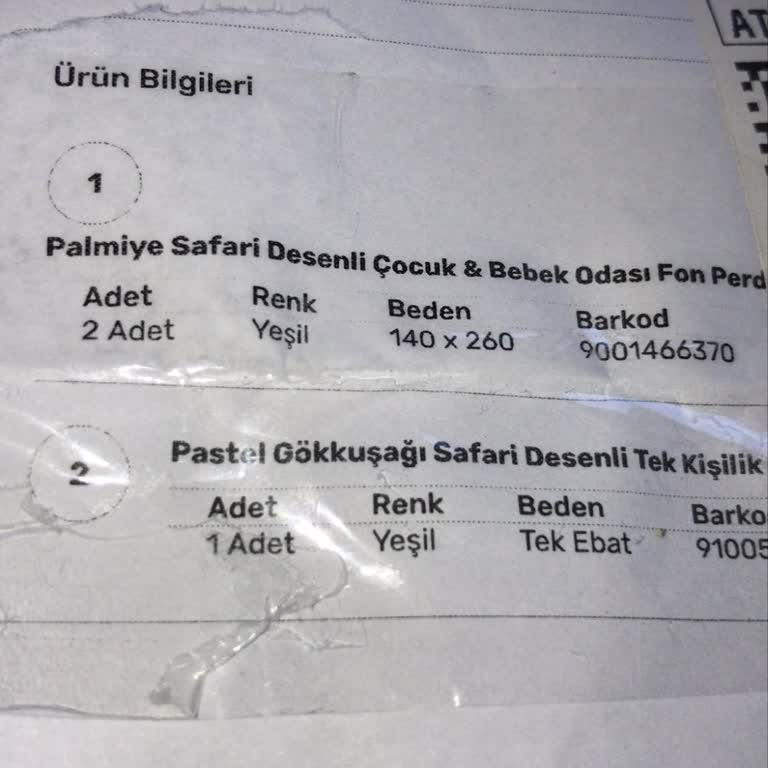 AT
Ürün Bilgileri
1
Palmiye Safari Desenli Çocuk & Bebek Odası Fon Perd
Adet Renk Beden Barkod
2 Adet Yeşil 140 x 260 9001466370
2
Pastel Gökkuşağı Safari Desenli Tek Kişilik
Adet Renk Beden Barko
1 Adet Yeşil Tek Ebat 91005